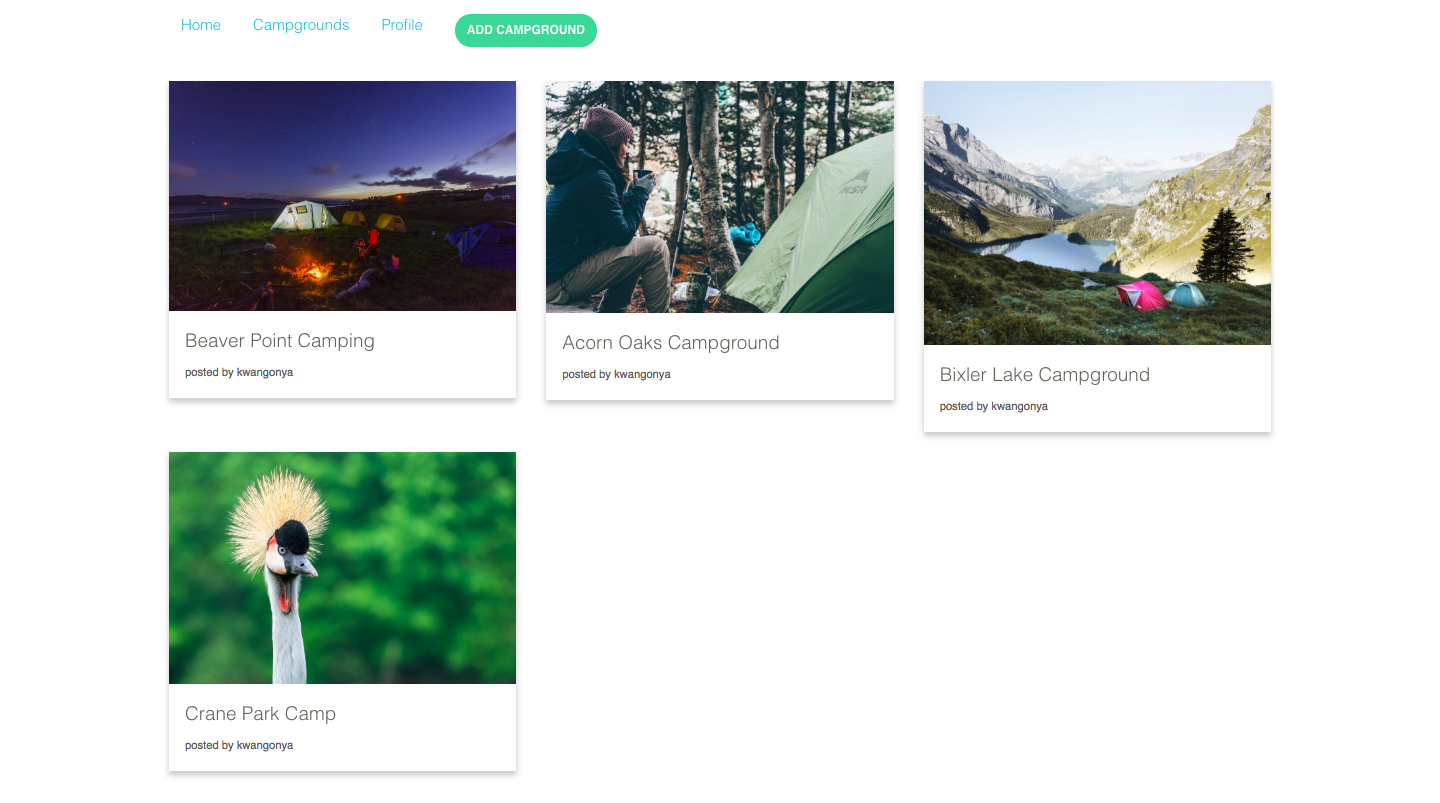 Home Campgrounds Profile ADD CAMPGROUND
MSR
Beaver Point Camping
posted by kwangonya
Acorn Oaks Campground
posted by kwangonya
Bixler Lake Campground
posted by kwangonya
Crane Park Camp
posted by kwangonya